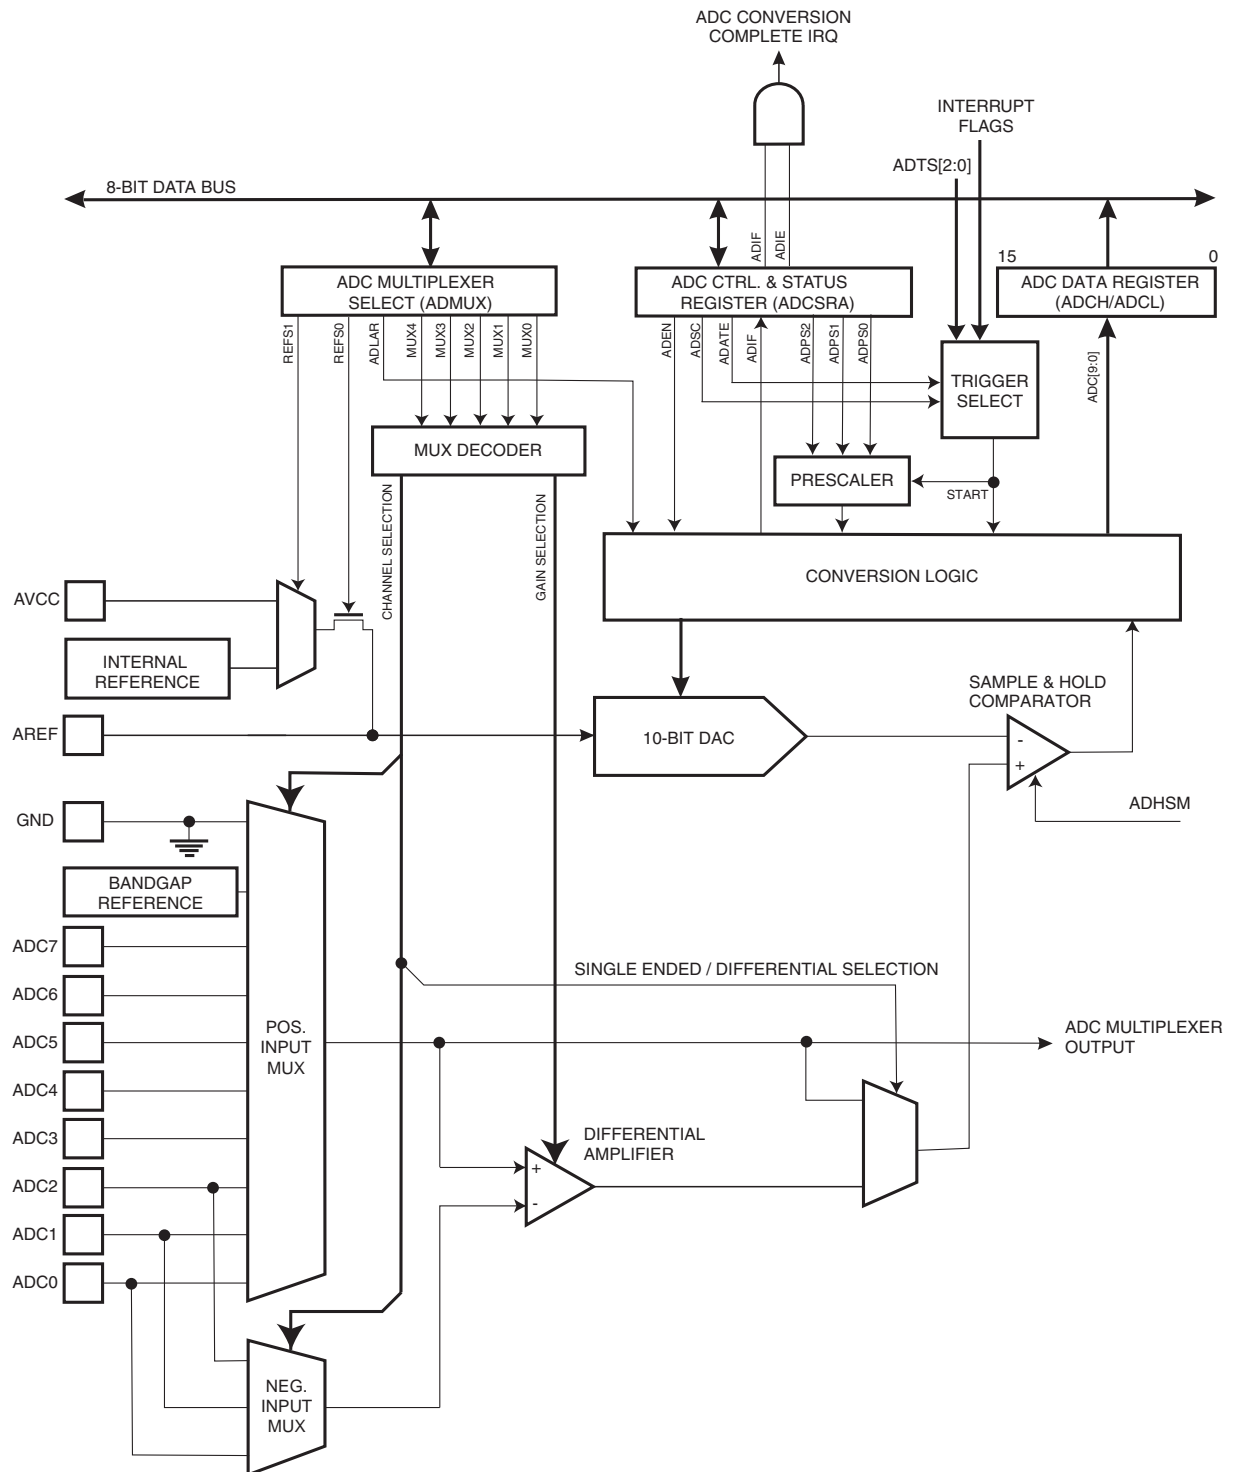 ADC CONVERSION
COMPLETE IRQ
INTERRUPT
FLAGS
ADTS[2:0]
8-BIT DATA BUS
ADIF
ADIE
15
0
ADC MULTIPLEXER
SELECT (ADMUX)
ADC CTRL. & STATUS
REGISTER (ADCSRA)
ADC DATA REGISTER
(ADCH/ADCL)
REFS1
REFS0
ADLAR
MUX4
MUX3
MUX2
MUX1
MUX0
ADEN
ADSC
ADATE
ADIF
ADPS2
ADPS1
ADPS0
ADC[9:0]
TRIGGER
SELECT
MUX DECODER
PRESCALER
START
CHANNEL SELECTION
GAIN SELECTION
CONVERSION LOGIC
AVCC
INTERNAL
REFERENCE
SAMPLE & HOLD
COMPARATOR
AREF
10-BIT DAC
-
+
ADHSM
GND
BANDGAP
REFERENCE
ADC7
SINGLE ENDED / DIFFERENTIAL SELECTION
ADC6
ADC5
POS.
INPUT
MUX
ADC MULTIPLEXER
OUTPUT
ADC4
ADC3
DIFFERENTIAL
AMPLIFIER
+
-
ADC2
ADC1
ADC0
NEG.
INPUT
MUX